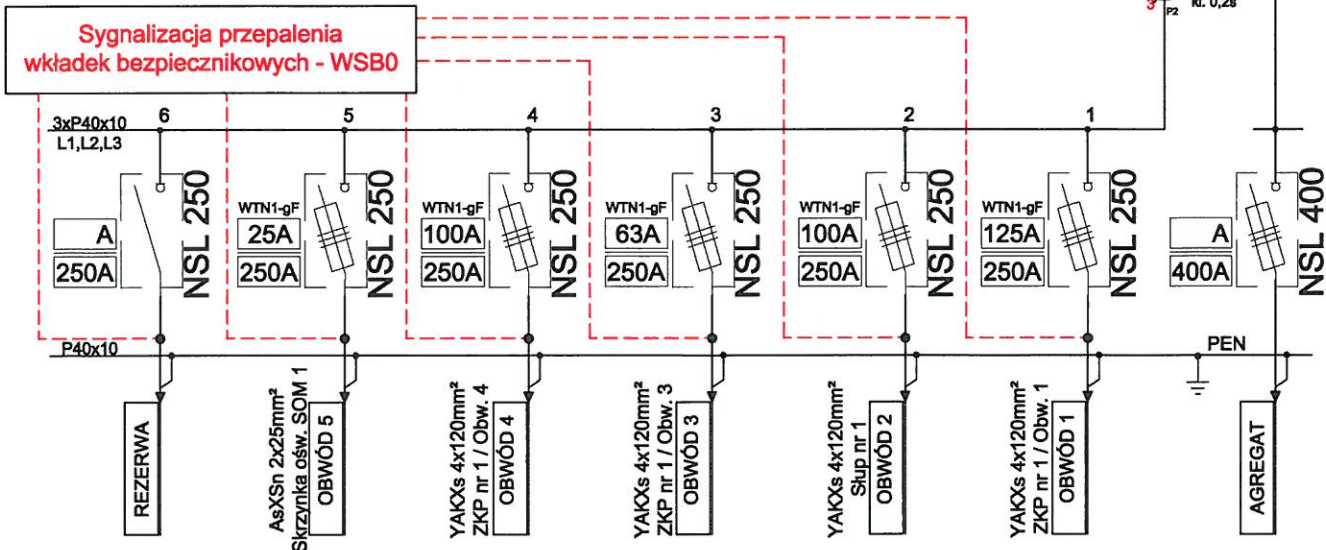 Sygnalizacja przepalenia
wkładek bezpiecznikowych - WSB0
3
P2
kl. 0,2s
3xP40x10
L1,L2,L3
6
5
4
3
2
1
A
250A
NSL 250
WTN1-gF
25A
250A
NSL 250
WTN1-gF
100A
250A
NSL 250
WTN1-gF
63A
250A
NSL 250
WTN1-gF
100A
250A
NSL 250
WTN1-gF
125A
250A
NSL 250
A
400A
NSL 400
P40x10
PEN
REZERWA
AsXSn 2x25mm²
Skrzynka ośw. SOM 1
OBWÓD 5
YAKXs 4x120mm²
ZKP nr 1 / Obw. 4
OBWÓD 4
YAKXs 4x120mm²
ZKP nr 1 / Obw. 3
OBWÓD 3
YAKXs 4x120mm²
Słup nr 1
OBWÓD 2
YAKXs 4x120mm²
ZKP nr 1 / Obw. 1
OBWÓD 1
AGREGAT